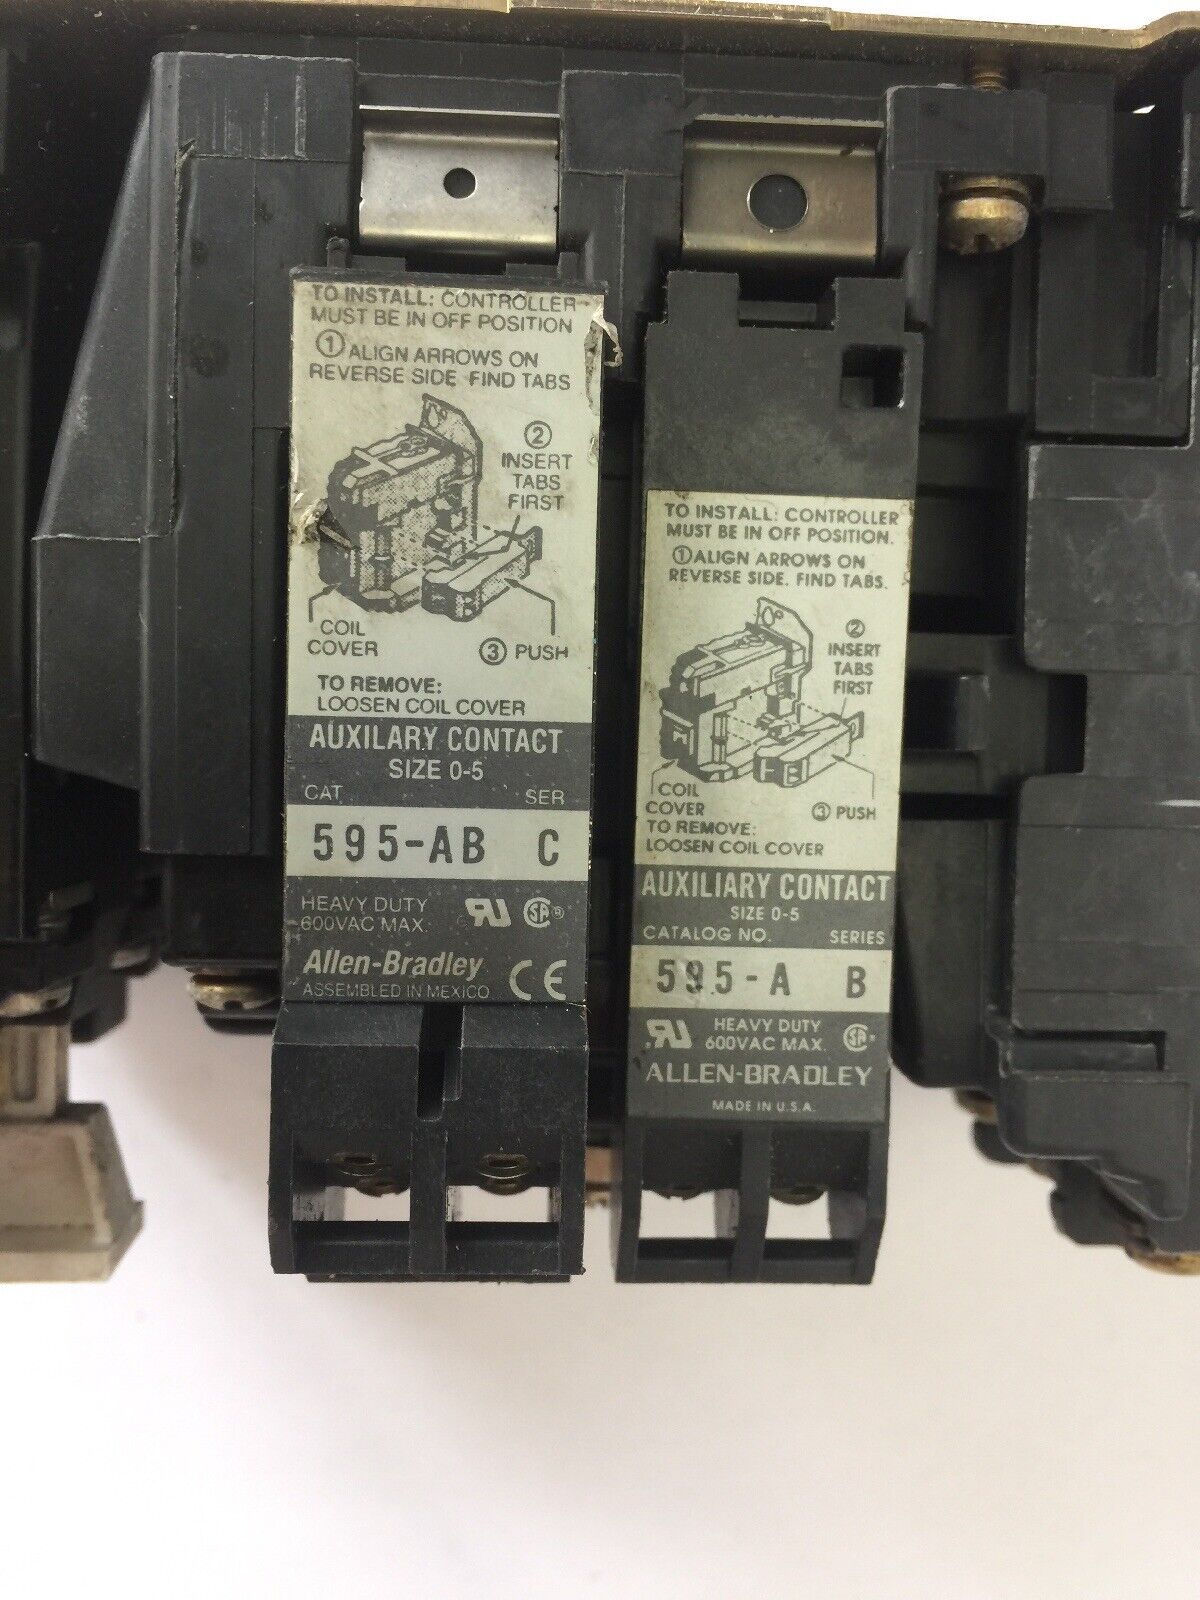 TO INSTALL: CONTROLLER
MUST BE IN OFF POSITION
① ALIGN ARROWS ON
REVERSE SIDE FIND TABS
②
INSERT
TABS
FIRST
COIL
COVER
③ PUSH
TO REMOVE:
LOOSEN COIL COVER
AUXILARY CONTACT
SIZE 0-5
CAT SER
595-AB C
HEAVY DUTY
600VAC MAX.
Allen-Bradley
ASSEMBLED IN MEXICO
CE
TO INSTALL: CONTROLLER
MUST BE IN OFF POSITION.
① ALIGN ARROWS ON
REVERSE SIDE. FIND TABS.
②
INSERT
TABS
FIRST
COIL
COVER
③ PUSH
TO REMOVE:
LOOSEN COIL COVER
AUXILIARY CONTACT
SIZE 0-5
CATALOG NO. SERIES
595-A B
HEAVY DUTY
600VAC MAX.
ALLEN-BRADLEY
MADE IN U.S.A.